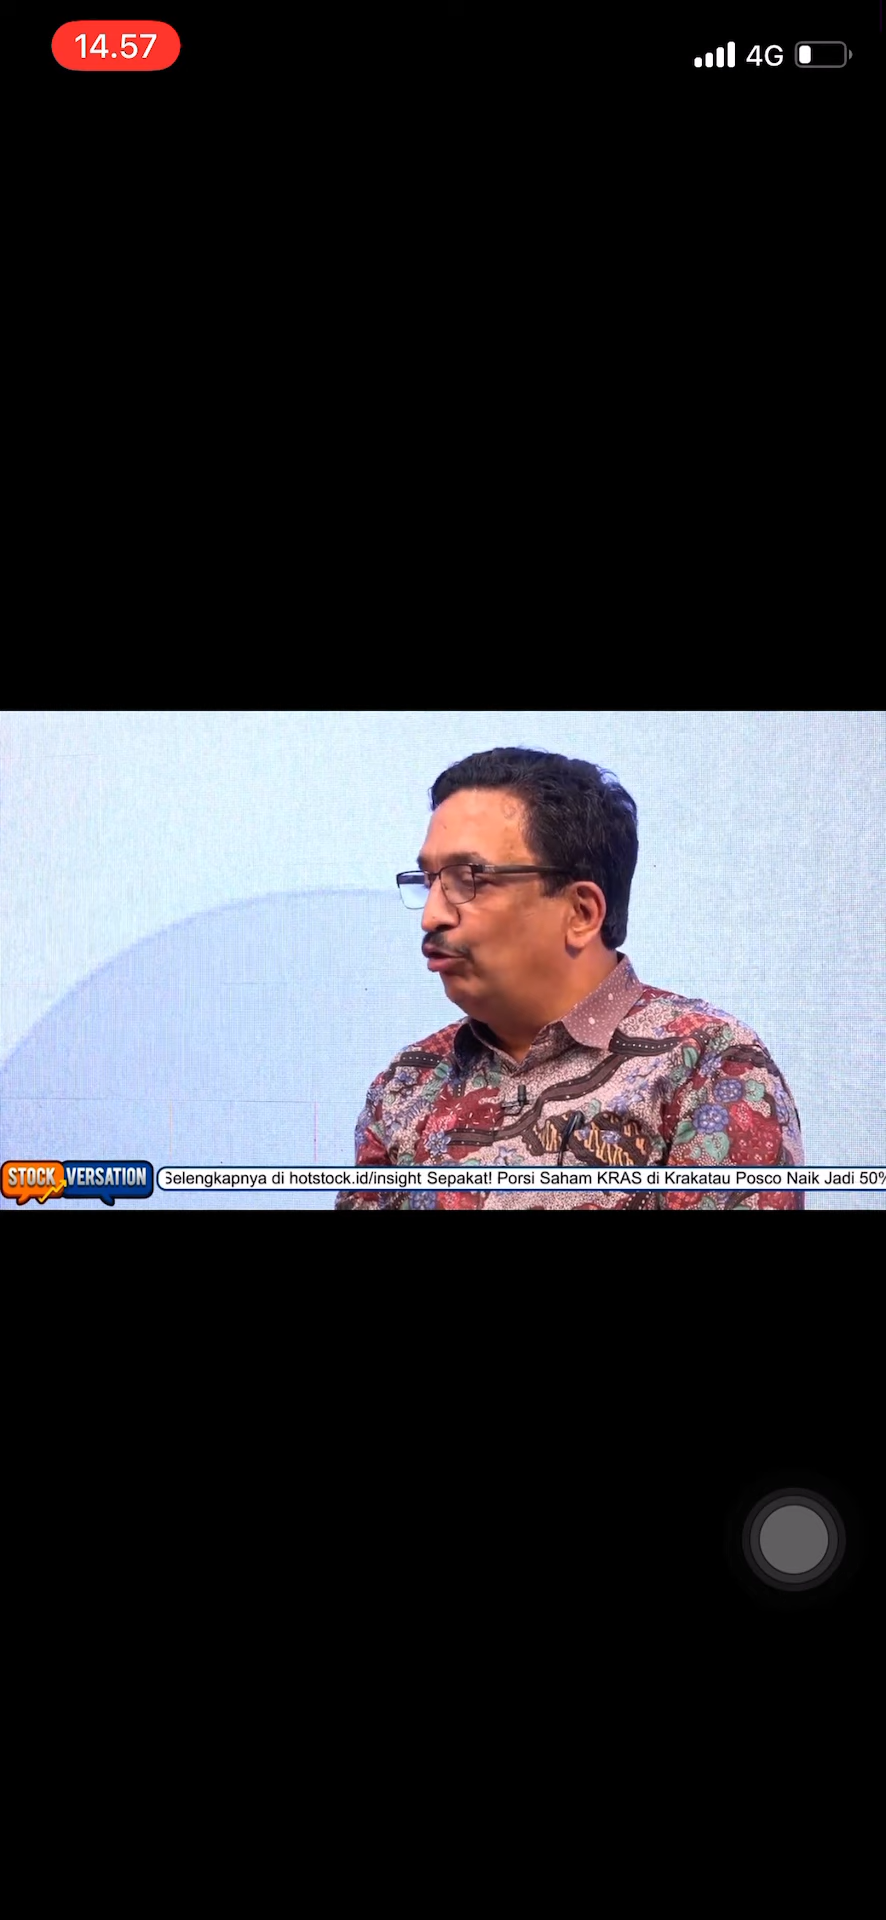 14.57
4G
STOCK VERSATION
Selengkapnya di hotstock.id/insight Sepakat! Porsi Saham KRAS di Krakatau Posco Naik Jadi 50%